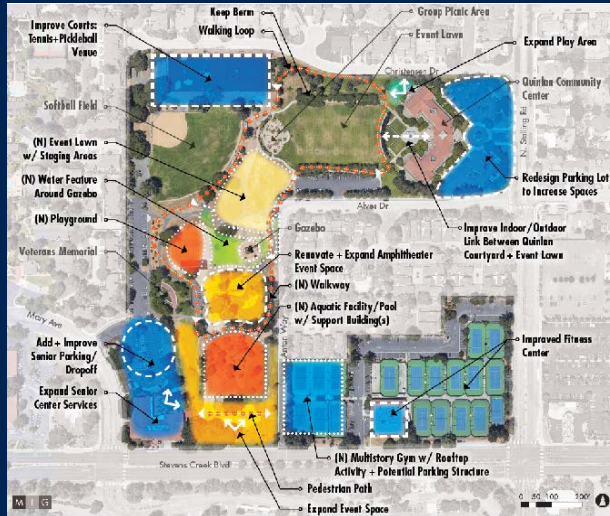 Improve Courts:
Tennis+Pickleball
Venue
Keep Berm
Walking Loop
Group Picnic Area
Event Lawn
Expand Play Area
Christensen Dr
Quinlan Community
Center
N. Stelling Rd
Softball Field
(N) Event Lawn
w/ Staging Areas
(N) Water Feature
Around Gazebo
(N) Playground
Veterans Memorial
Mary Ave
Redesign Parking Lot
to Increase Spaces
Alves Dr
Gazebo
Improve Indoor/Outdoor
Link Between Quinlan
Courtyard + Event Lawn
Renovate + Expand Amphitheater
Event Space
(N) Walkway
(N) Aquatic Facility/Pool
w/ Support Building(s)
Anton Way
Add + Improve
Senior Parking/
Dropoff
Expand Senior
Center Services
Improved Fitness
Center
(N) Multistory Gym w/ Rooftop
Activity + Potential Parking Structure
Stevens Creek Blvd
Pedestrian Path
Expand Event Space
M I G
0 50 100 200'